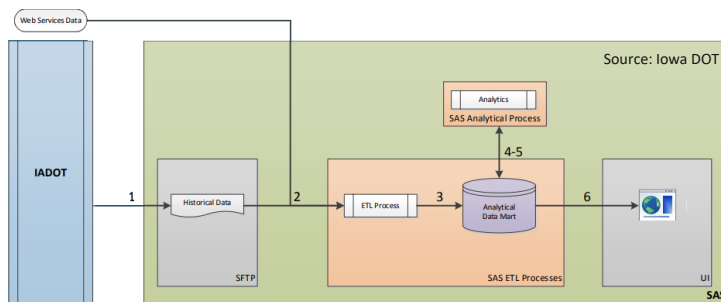 Web Services Data
Source: Iowa DOT
Analytics
SAS Analytical Process
4-5
IADOT
1
Historical Data
2
ETL Process
3
Analytical
Data Mart
6
SFTP
SAS ETL Processes
UI
SAS